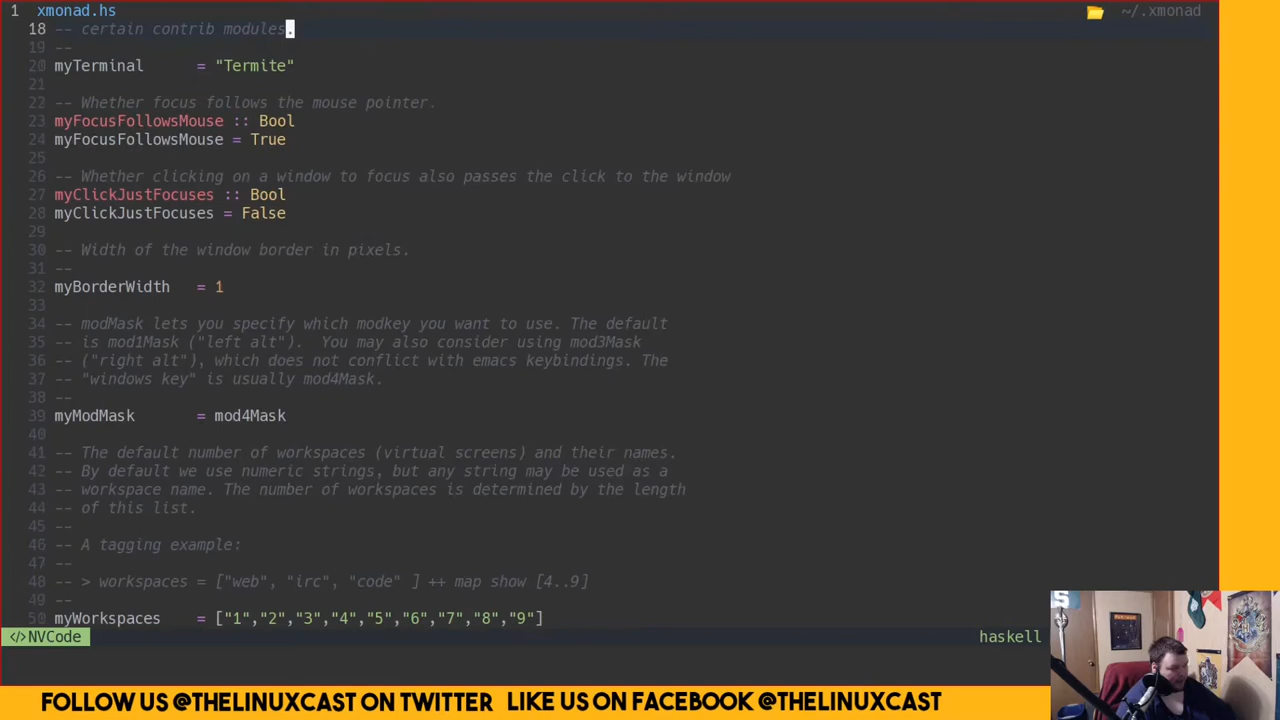 1 xmonad.hs ~/.xmonad
18 -- certain contrib modules.
19 --
20 myTerminal = "Termite"
21
22 -- Whether focus follows the mouse pointer.
23 myFocusFollowsMouse :: Bool
24 myFocusFollowsMouse = True
25
26 -- Whether clicking on a window to focus also passes the click to the window
27 myClickJustFocuses :: Bool
28 myClickJustFocuses = False
29
30 -- Width of the window border in pixels.
31 --
32 myBorderWidth = 1
33
34 -- modMask lets you specify which modkey you want to use. The default
35 -- is mod1Mask ("left alt"). You may also consider using mod3Mask
36 -- ("right alt"), which does not conflict with emacs keybindings. The
37 -- "windows key" is usually mod4Mask.
38 --
39 myModMask = mod4Mask
40
41 -- The default number of workspaces (virtual screens) and their names.
42 -- By default we use numeric strings, but any string may be used as a
43 -- workspace name. The number of workspaces is determined by the length
44 -- of this list.
45 --
46 -- A tagging example:
47 --
48 -- > workspaces = ["web", "irc", "code" ] ++ map show [4..9]
49 --
50 myWorkspaces = ["1","2","3","4","5","6","7","8","9"]
</>NVCode haskell
FOLLOW US @THELINUXCAST ON TWITTER LIKE US ON FACEBOOK @THELINUXCAST